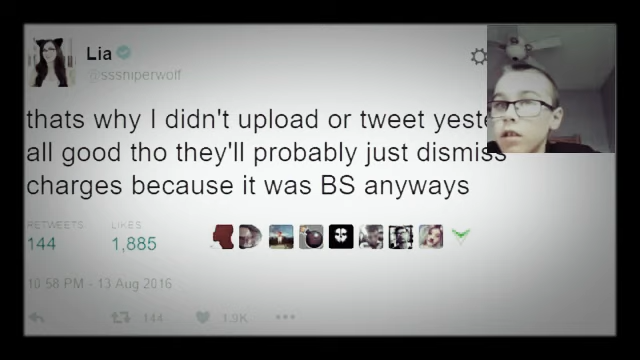 Lia
@sssniperwolf
thats why I didn't upload or tweet
all good tho they'll probably just dismiss
charges because it was BS anyways
RETWEETS LIKES
144 1,885
10:58 PM - 13 Aug 2016
144 1.9K